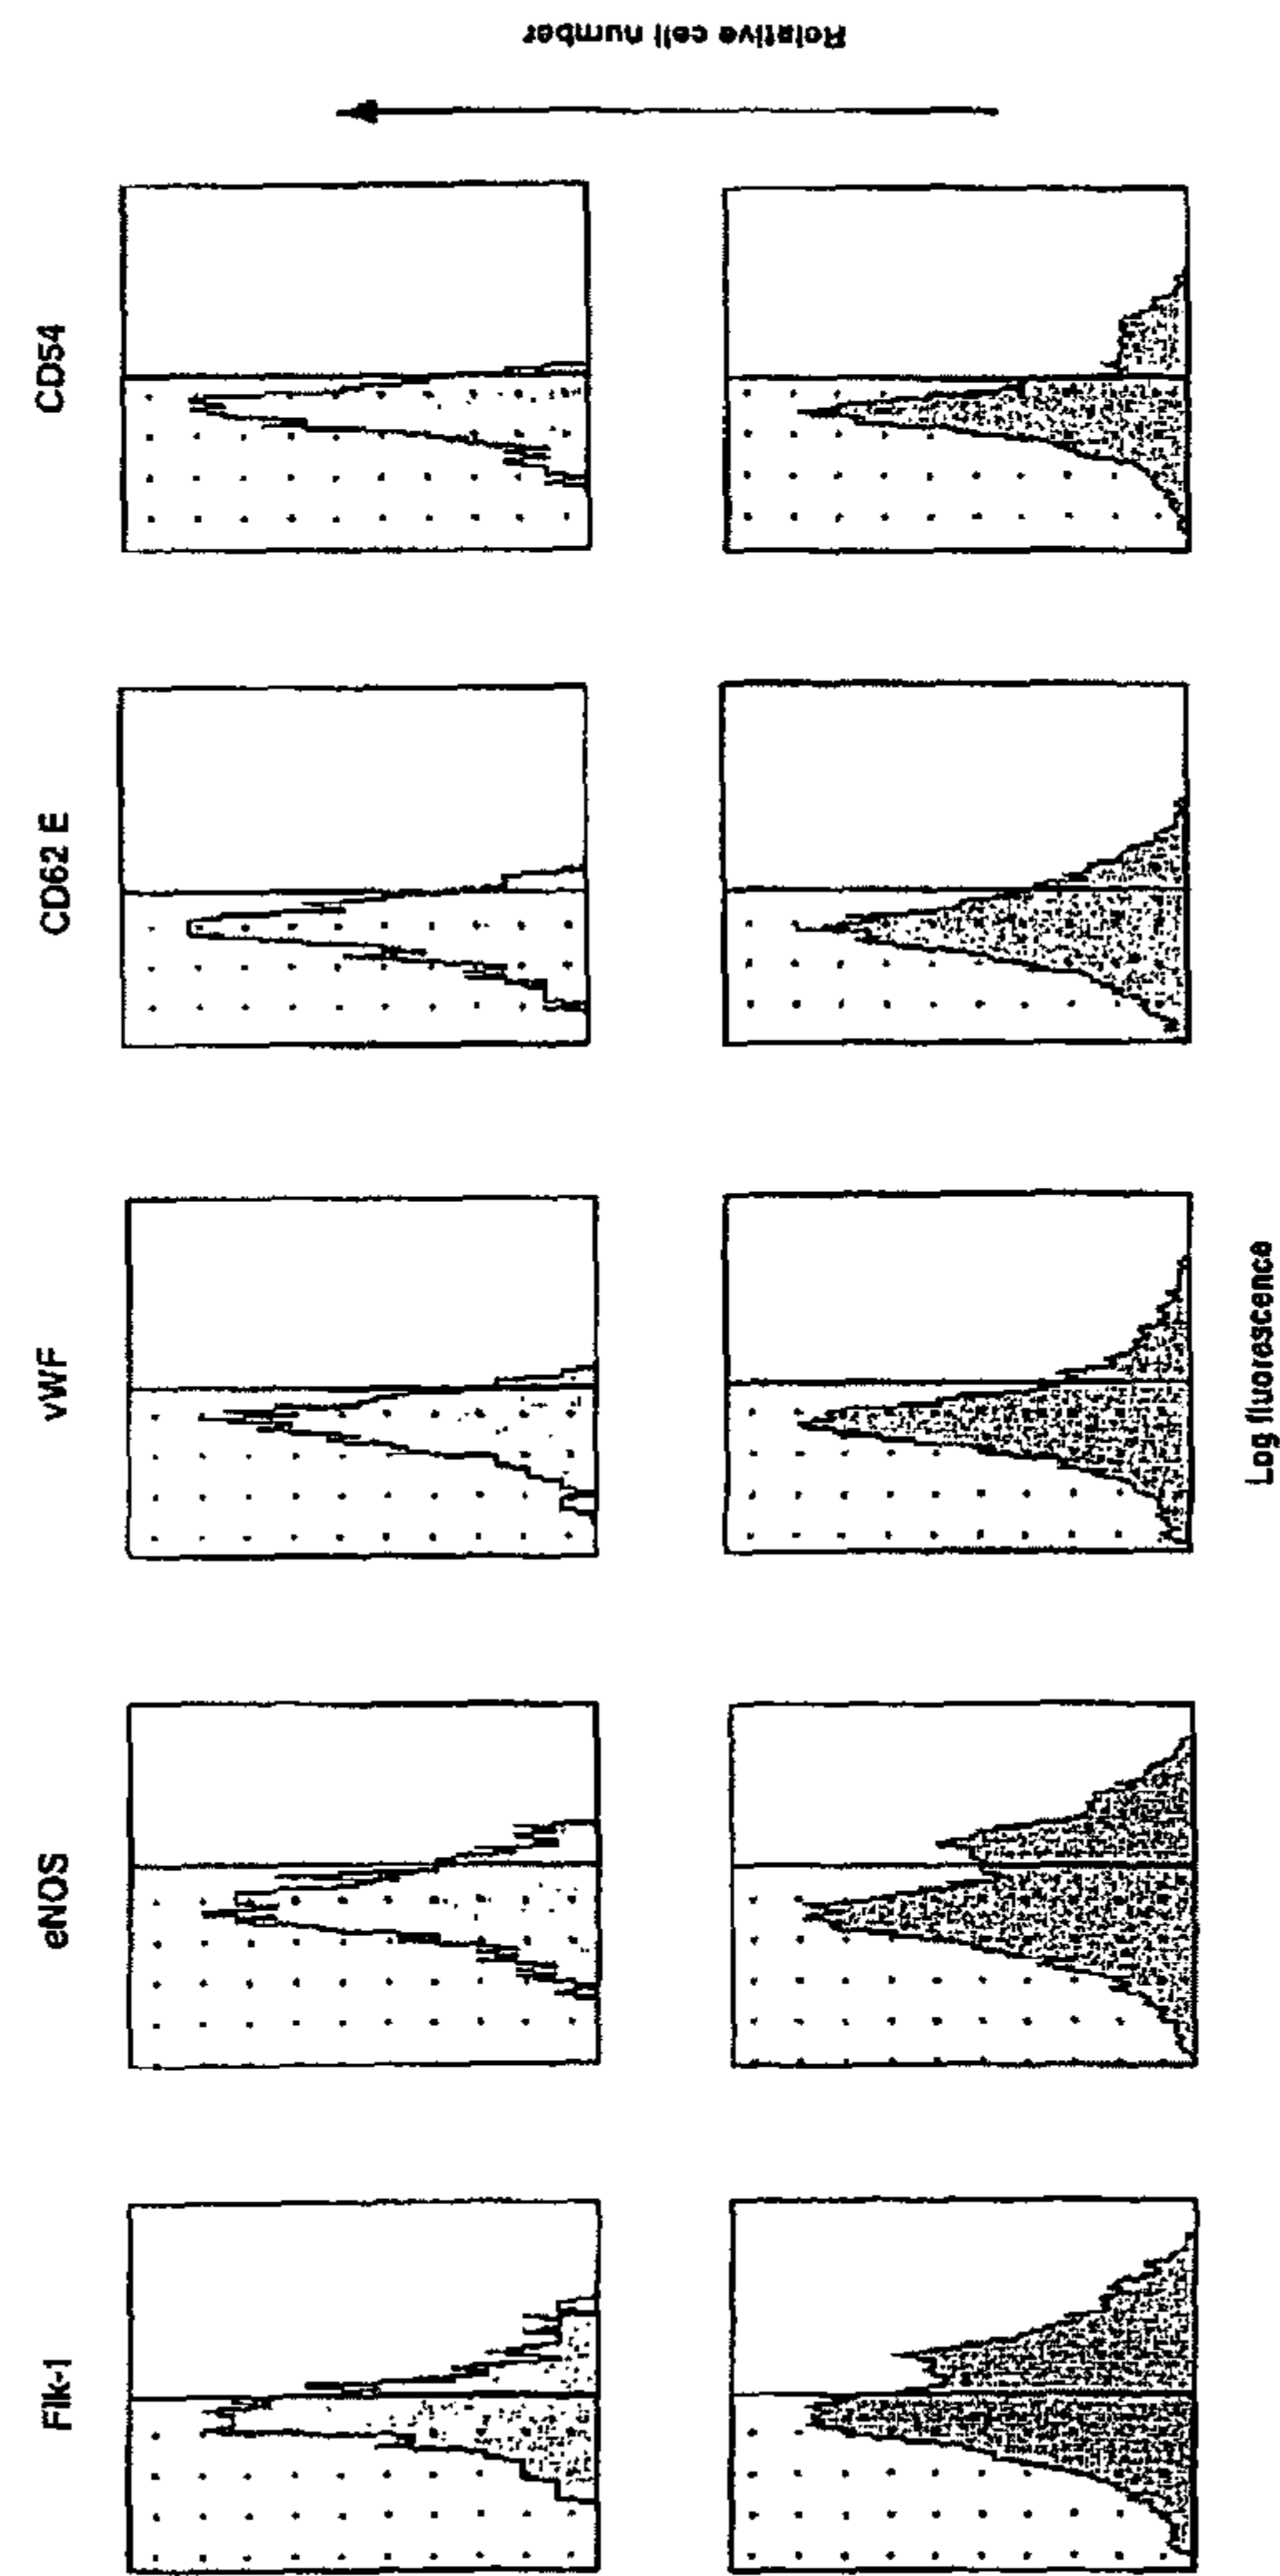 Flk-1
eNOS
vWF
CD62 E
CD54
Relative cell number
Log fluorescence